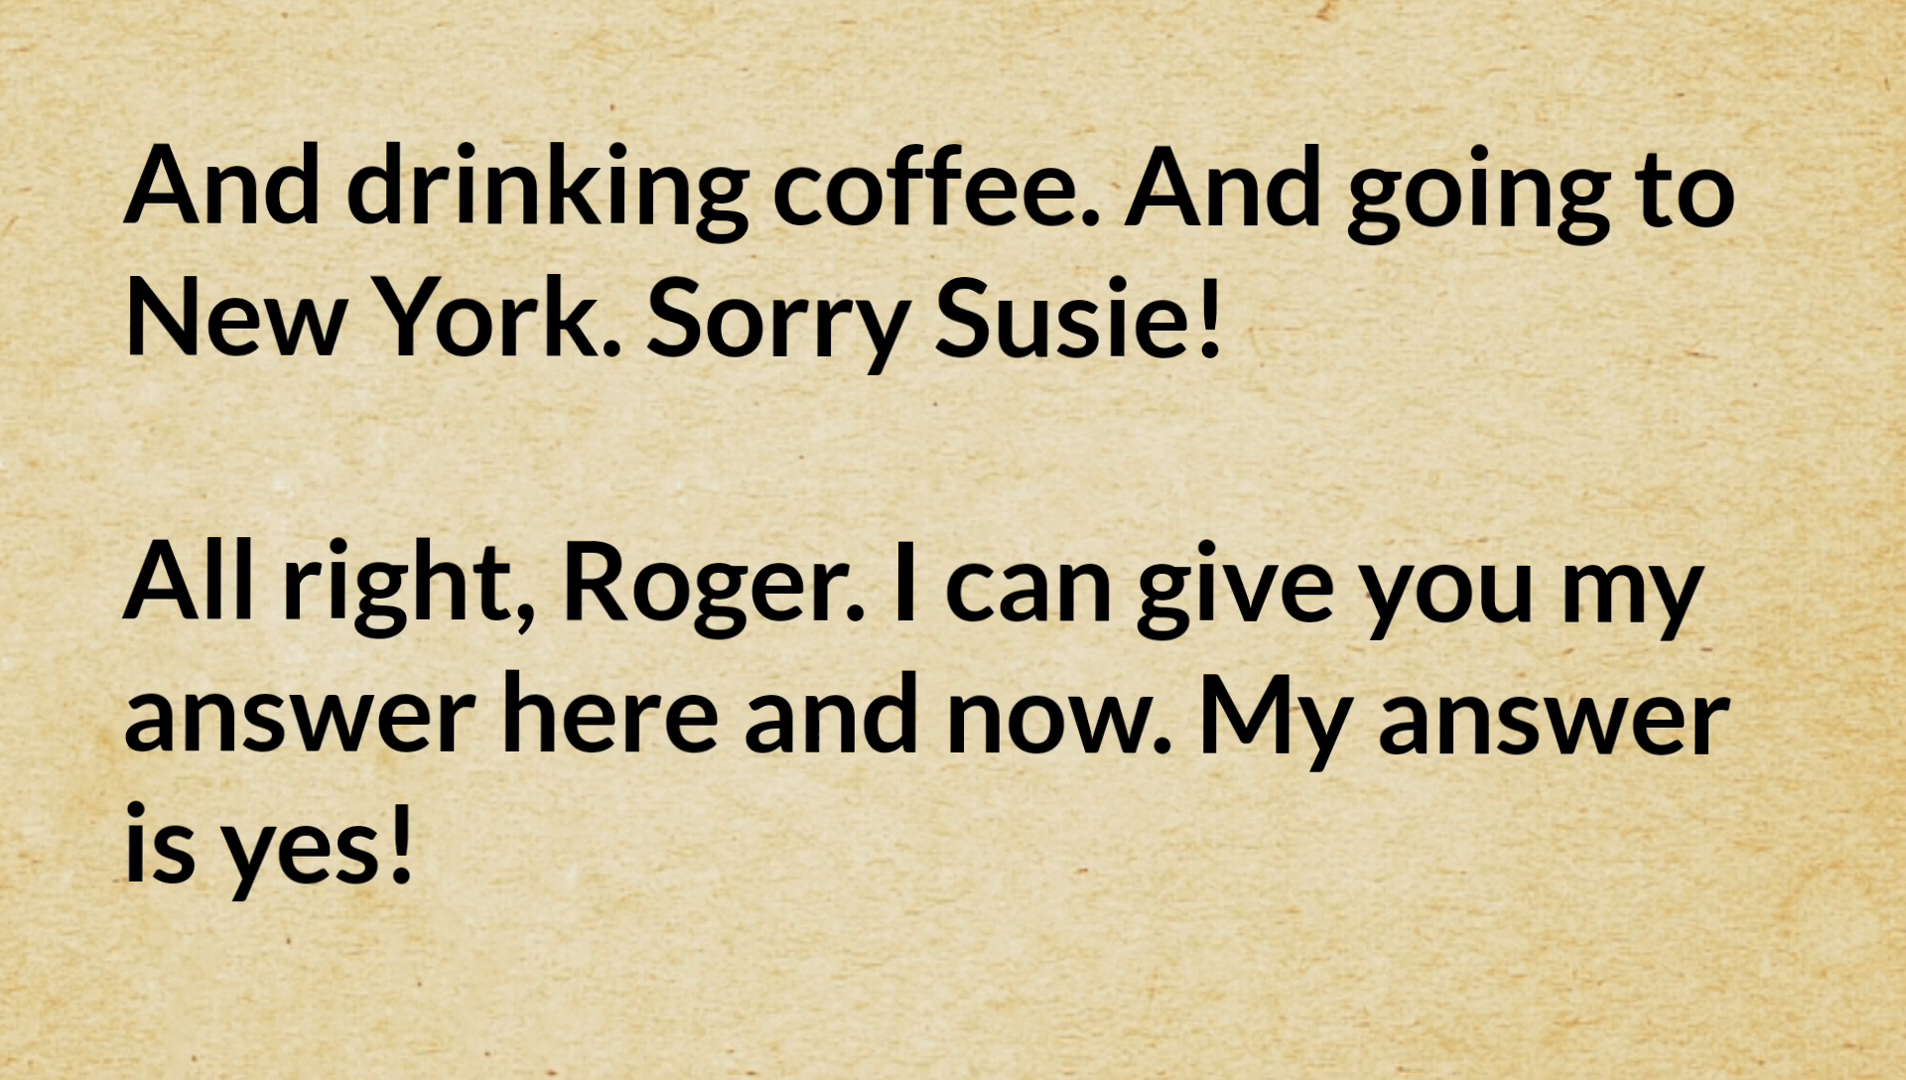 And drinking coffee. And going to
New York. Sorry Susie!
All right, Roger. I can give you my
answer here and now. My answer
is yes!